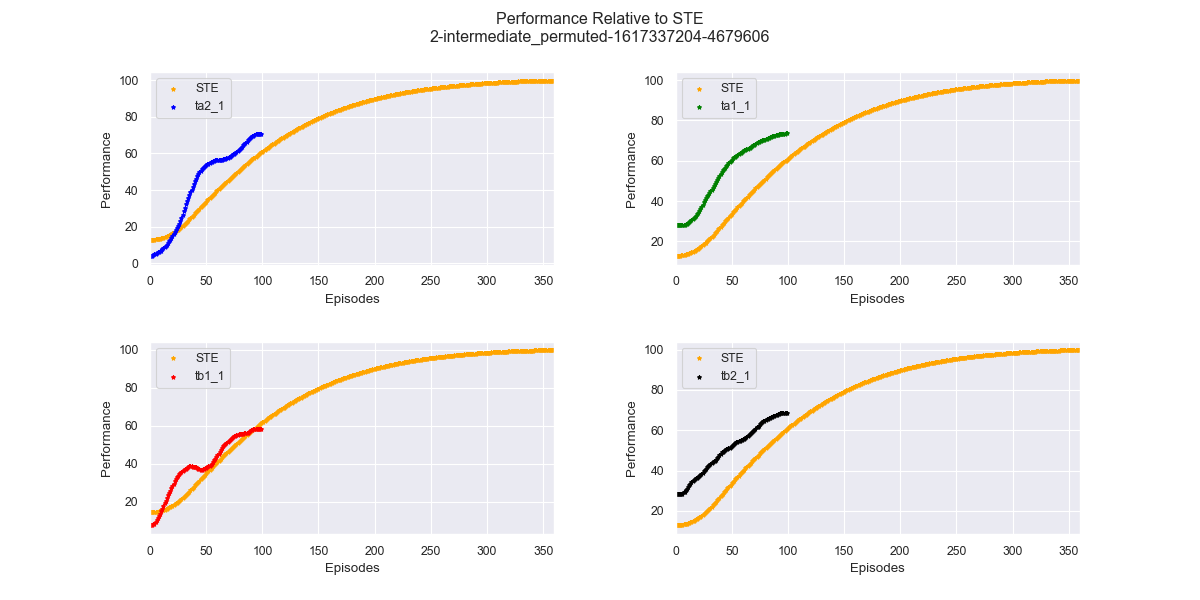 Performance Relative to STE
2-intermediate_permuted-1617337204-4679606
100
80
60
40
20
0
Performance
STE
ta2_1
0 50 100 150 200 250 300 350
Episodes
100
80
60
40
20
Performance
STE
ta1_1
0 50 100 150 200 250 300 350
Episodes
100
80
60
40
20
Performance
STE
tb1_1
0 50 100 150 200 250 300 350
Episodes
100
80
60
40
20
Performance
STE
tb2_1
0 50 100 150 200 250 300 350
Episodes